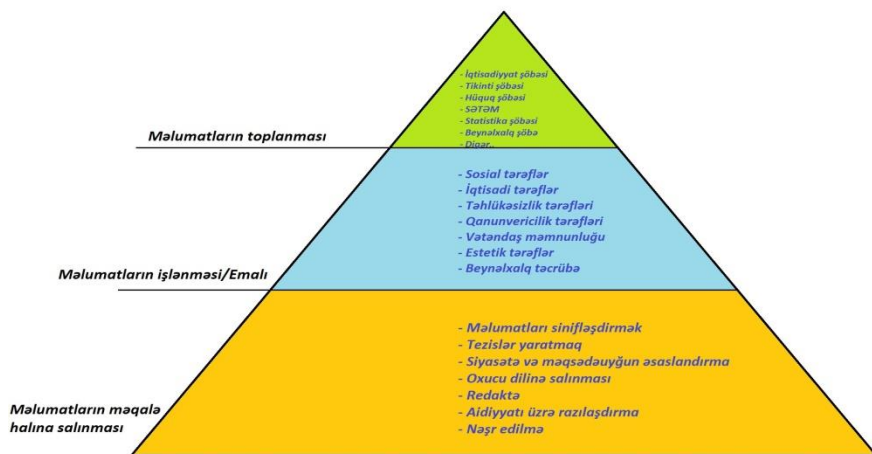 - İqtisadiyyat şöbəsi
- Tikinti şöbəsi
- Hüquq şöbəsi
- SƏTƏM
- Statistika şöbəsi
- Beynəlxalq şöbə
- Digər..
Məlumatların toplanması
- Sosial tərəflər
- İqtisadi tərəflər
- Təhlükəsizlik tərəfləri
- Qanunvericilik tərəfləri
- Vətəndaş məmnunluğu
- Estetik tərəflər
- Beynəlxalq təcrübə
Məlumatların işlənməsi/Emalı
- Məlumatları sinifləşdirmək
- Tezislər yaratmaq
- Siyasətə və məqsədəuyğun əsaslandırma
- Oxucu dilinə salınması
- Redaktə
- Aidiyyatı üzrə razılaşdırma
- Nəşr edilmə
Məlumatların məqalə
halına salınması